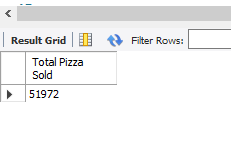 Result Grid Filter Rows:
Total Pizza
Sold
51972